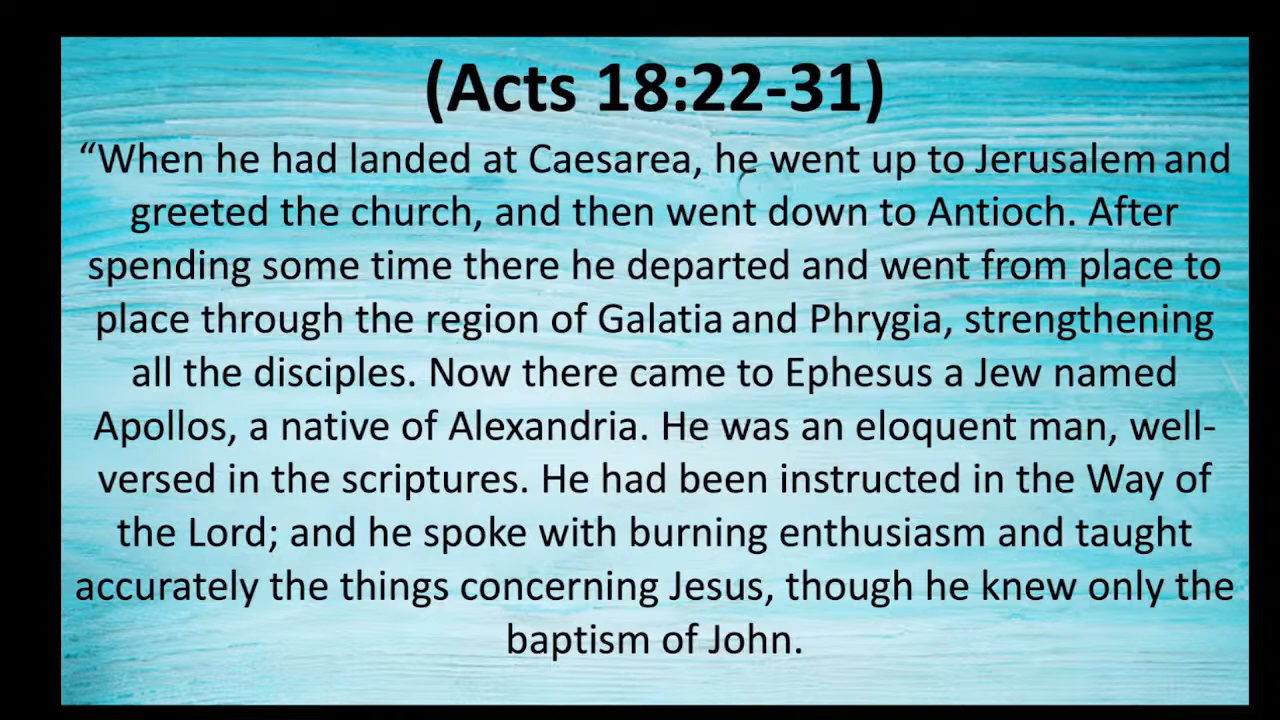 (Acts 18:22-31)
“When he had landed at Caesarea, he went up to Jerusalem and
greeted the church, and then went down to Antioch. After
spending some time there he departed and went from place to
place through the region of Galatia and Phrygia, strengthening
all the disciples. Now there came to Ephesus a Jew named
Apollos, a native of Alexandria. He was an eloquent man, well-
versed in the scriptures. He had been instructed in the Way of
the Lord; and he spoke with burning enthusiasm and taught
accurately the things concerning Jesus, though he knew only the
baptism of John.